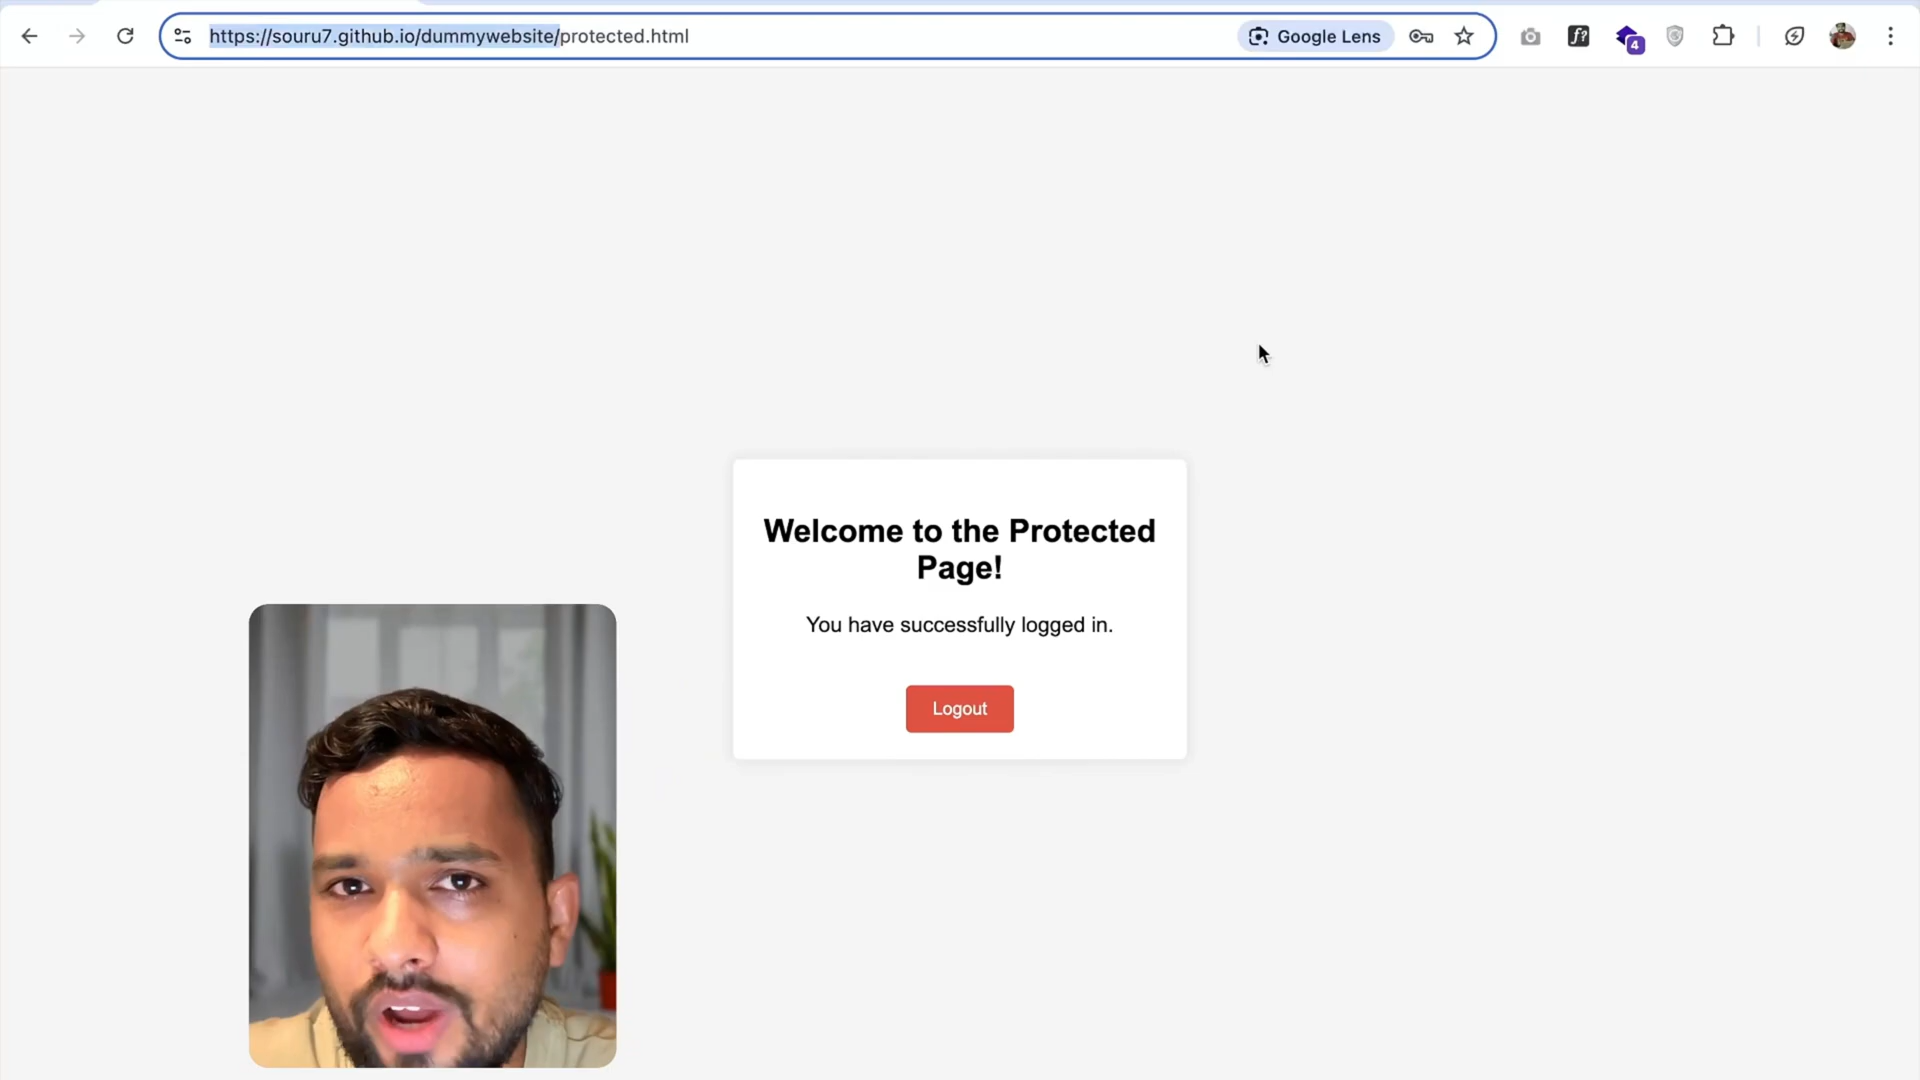 https://souru7.github.io/dummywebsite/protected.html
Google Lens
f?
4
Welcome to the Protected
Page!
You have successfully logged in.
Logout